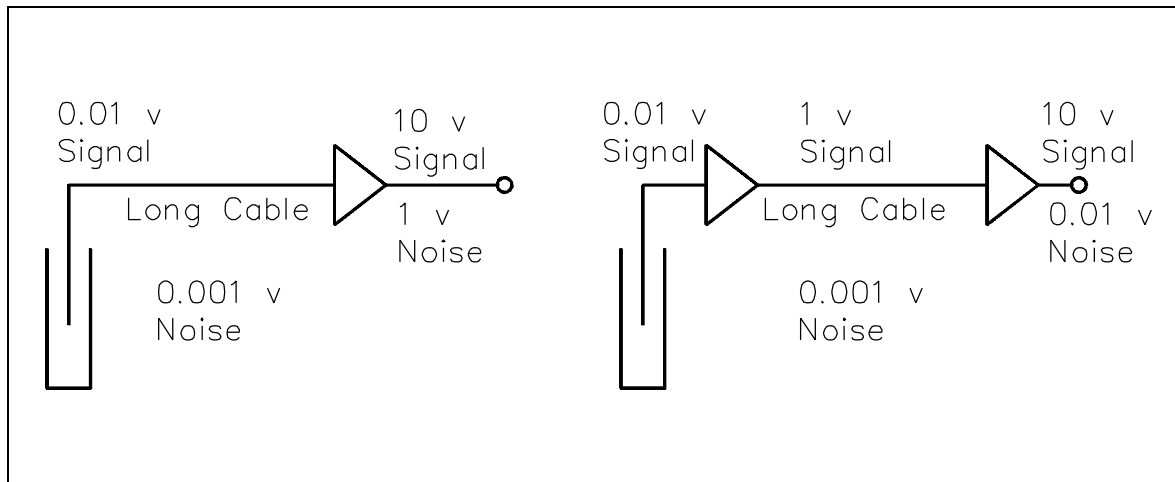 0.01 v
Signal
10 v
Signal
Long Cable
1 v
Noise
0.001 v
Noise
0.01 v
Signal
1 v
Signal
10 v
Signal
Long Cable
0.01 v
Noise
0.001 v
Noise